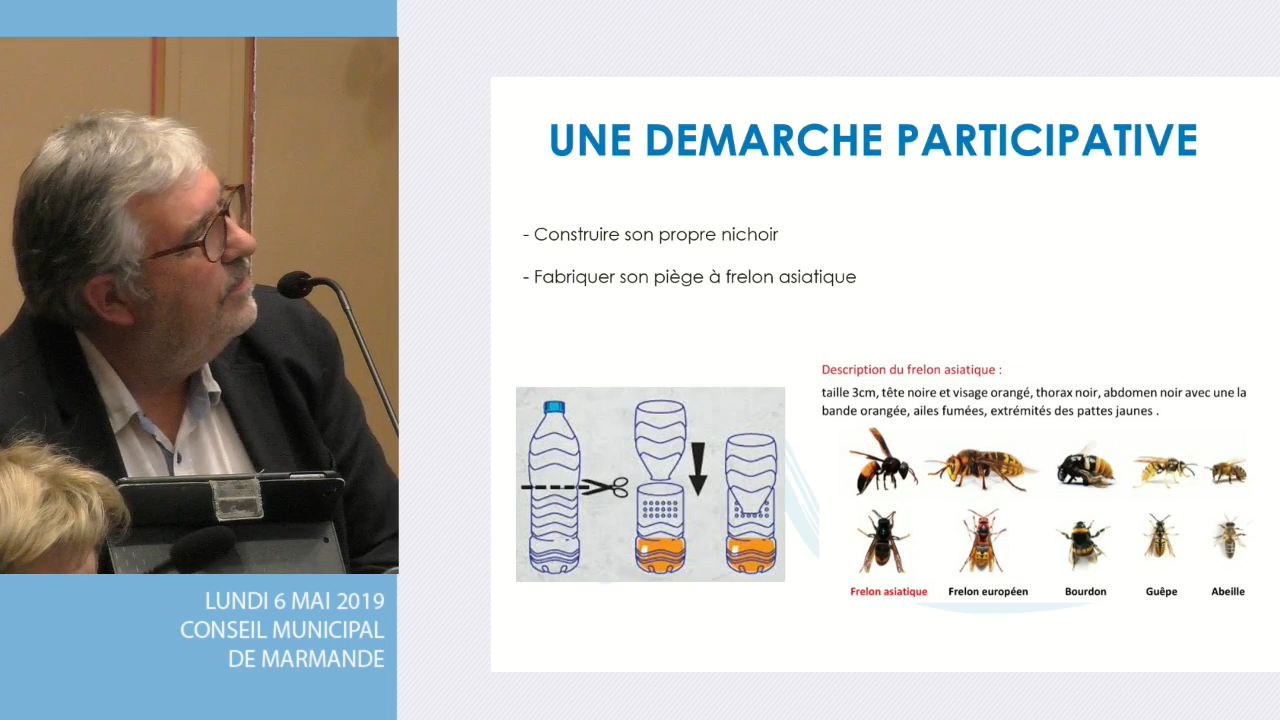 UNE DEMARCHE PARTICIPATIVE
- Construire son propre nichoir
- Fabriquer son piège à frelon asiatique
Description du frelon asiatique :
taille 3cm, tête noire et visage orangé, thorax noir, abdomen noir avec une la
bande orangée, ailes fumées, extrémités des pattes jaunes .
Frelon asiatique Frelon européen Bourdon Guêpe Abeille
LUNDI 6 MAI 2019
CONSEIL MUNICIPAL
DE MARMANDE